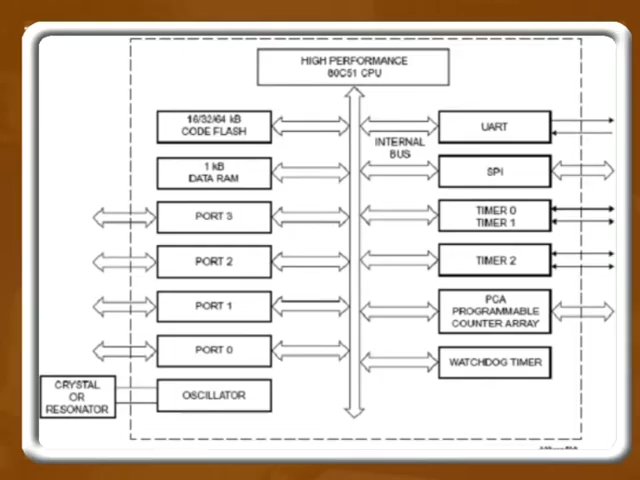 HIGH PERFORMANCE
80C51 CPU
16/32/64 kB
CODE FLASH
1 kB
DATA RAM
PORT 3
PORT 2
PORT 1
PORT 0
OSCILLATOR
CRYSTAL
OR
RESONATOR
INTERNAL
BUS
UART
SPI
TIMER 0
TIMER 1
TIMER 2
PCA
PROGRAMMABLE
COUNTER ARRAY
WATCHDOG TIMER